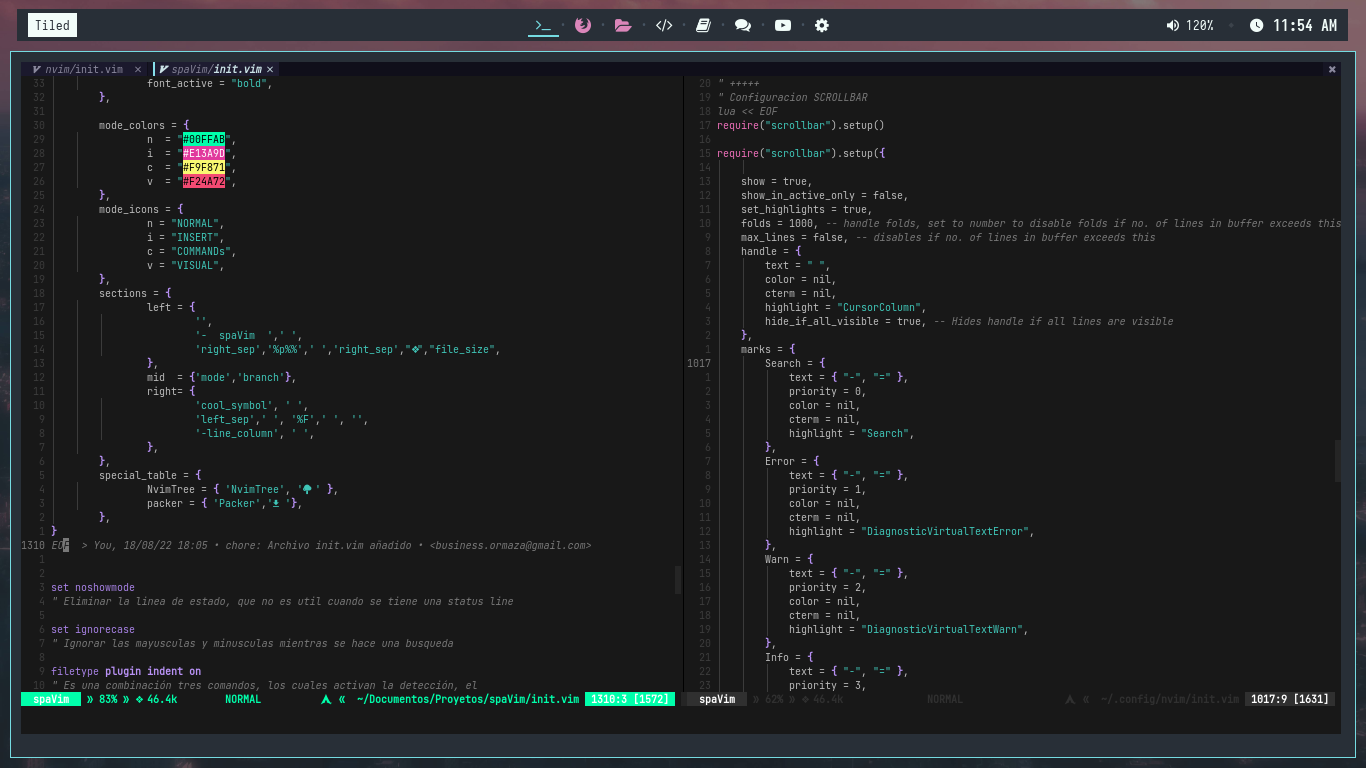 Tiled
120%
11:54 AM
nvim/init.vim ×
spaVim/init.vim ×
33 font_active = "bold",
32 },
31
30 mode_colors = {
29 n = "#00FFAB",
28 i = "#E13A9D",
27 c = "#F9F871",
26 v = "#F24A72",
25 },
24 mode_icons = {
23 n = "NORMAL",
22 i = "INSERT",
21 c = "COMMANDs",
20 v = "VISUAL",
19 },
18 sections = {
17 left = {
16 '',
15 '- spaVim ',' ',
14 'right_sep','%p%%',' ','right_sep',"❖","file_size",
13 },
12 mid = {'mode','branch'},
11 right= {
10 'cool_symbol', ' ',
9 'left_sep',' ', '%F',' ', '',
8 '-line_column', ' ',
7 },
6 },
5 special_table = {
4 NvimTree = { 'NvimTree', ' ' },
3 packer = { 'Packer',' '},
2 },
1 }
1310 EOF > You, 18/08/22 18:05 • chore: Archivo init.vim añadido • <business.ormaza@gmail.com>
1
2
3 set noshowmode
4 " Eliminar la linea de estado, que no es util cuando se tiene una status line
5
6 set ignorecase
7 " Ignorar las mayusculas y minusculas mientras se hace una busqueda
8
9 filetype plugin indent on
10 " Es una combinación tres comandos, los cuales activan la detección, el
spaVim » 83% » ❖ 46.4k NORMAL « ~/Documentos/Proyetos/spaVim/init.vim 1310:3 [1572]
20 " +++++
19 " Configuracion SCROLLBAR
18 lua << EOF
17 require("scrollbar").setup()
16
15 require("scrollbar").setup({
14
13 show = true,
12 show_in_active_only = false,
11 set_highlights = true,
10 folds = 1000, -- handle folds, set to number to disable folds if no. of lines in buffer exceeds this
9 max_lines = false, -- disables if no. of lines in buffer exceeds this
8 handle = {
7 text = " ",
6 color = nil,
5 cterm = nil,
4 highlight = "CursorColumn",
3 hide_if_all_visible = true, -- Hides handle if all lines are visible
2 },
1 marks = {
1017 Search = {
1 text = { "-", "=" },
2 priority = 0,
3 color = nil,
4 cterm = nil,
5 highlight = "Search",
6 },
7 Error = {
8 text = { "-", "=" },
9 priority = 1,
10 color = nil,
11 cterm = nil,
12 highlight = "DiagnosticVirtualTextError",
13 },
14 Warn = {
15 text = { "-", "=" },
16 priority = 2,
17 color = nil,
18 cterm = nil,
19 highlight = "DiagnosticVirtualTextWarn",
20 },
21 Info = {
22 text = { "-", "=" },
23 priority = 3,
spaVim » 62% » ❖ 46.4k NORMAL « ~/.config/nvim/init.vim 1017:9 [1631]